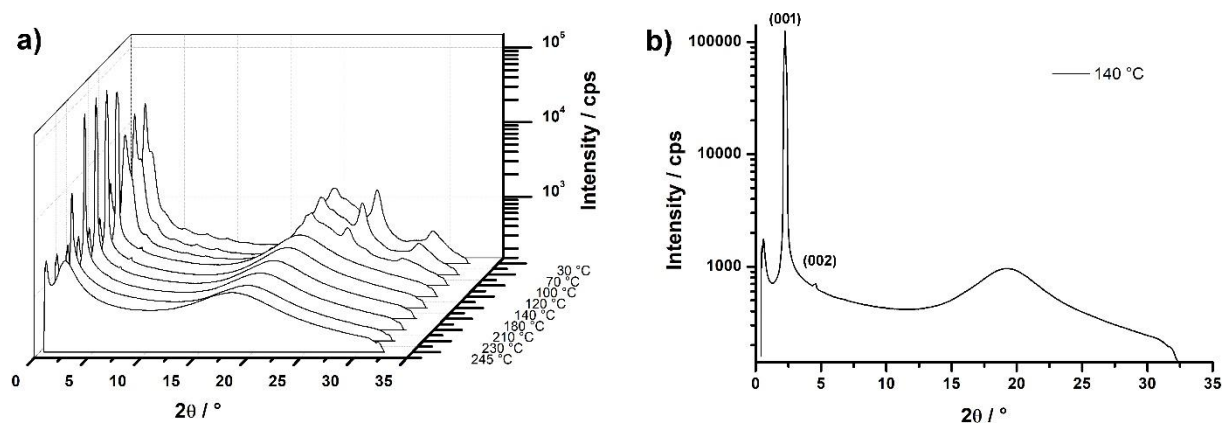 a)
10⁵
10⁴
10³
Intensity / cps
30 °C
70 °C
100 °C
120 °C
140 °C
180 °C
210 °C
230 °C
245 °C
0 5 10 15 20 25 30 35
2θ / °
b)
(001)
100000
140 °C
10000
(002)
1000
Intensity / cps
0 5 10 15 20 25 30 35
2θ / °